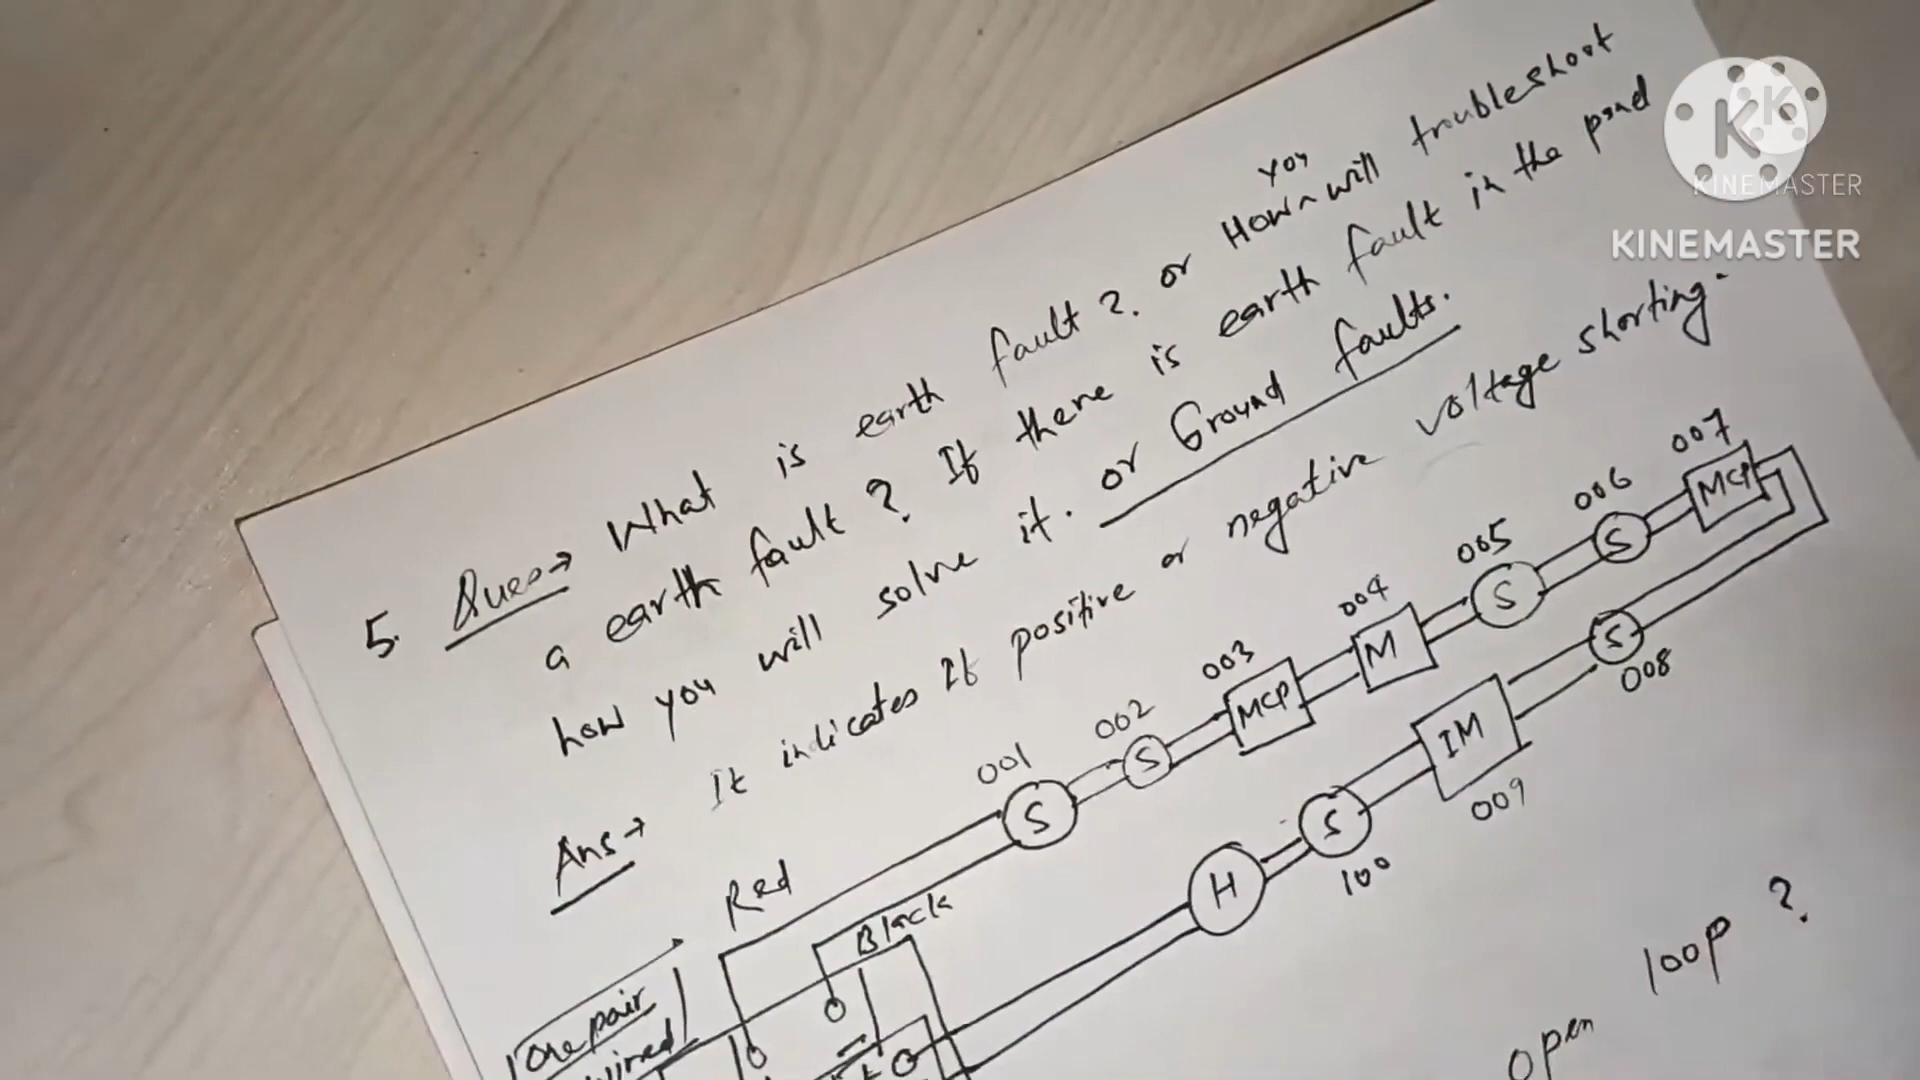 5. Ques→ What is earth fault?. or How you will troubleshoot
a earth fault? If there is earth fault in the panel
how you will solve it. or Ground faults.
Ans→ It indicates If positive or negative voltage shorting-
001
002
003
004
005
006
007
S
S
MCP
M
S
S
MCP
Red
Black
H
S
IM
S
100
009
008
One pair
open loop ?
KINEMASTER
KINEMASTER